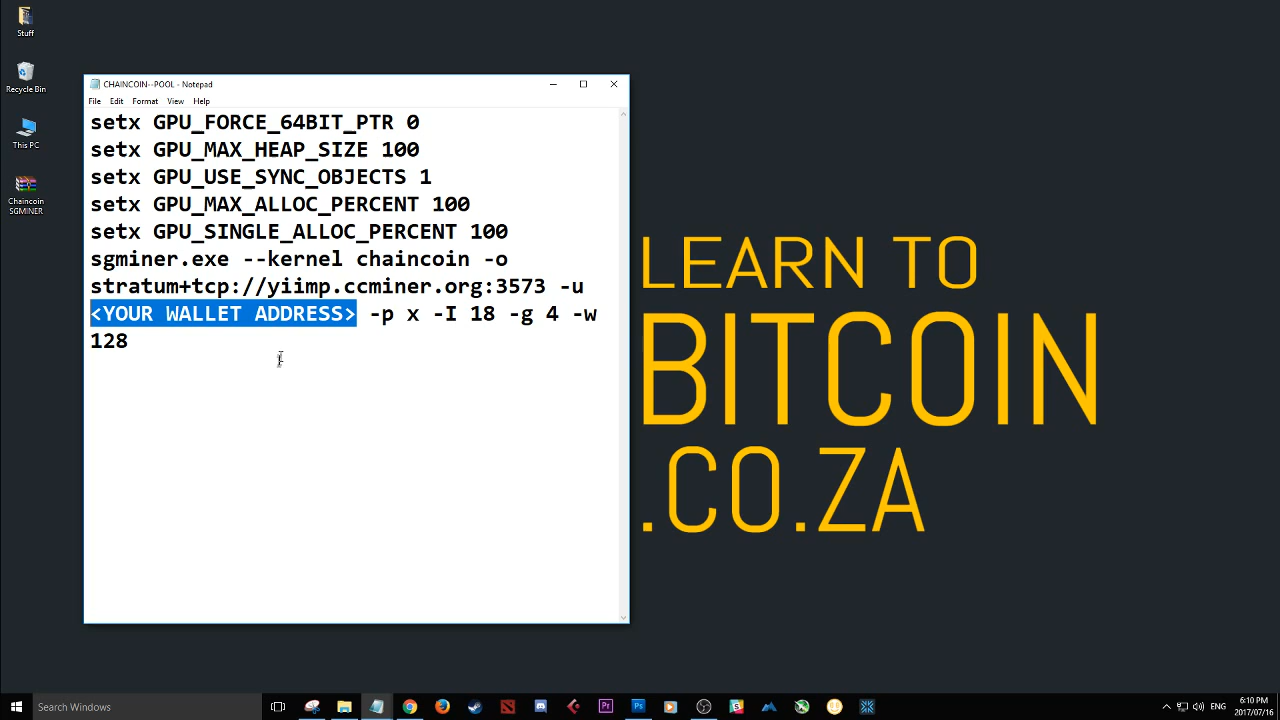 Stuff
Recycle Bin
This PC
Chaincoin
SGMINER
CHAINCOIN--POOL - Notepad
File Edit Format View Help
setx GPU_FORCE_64BIT_PTR 0
setx GPU_MAX_HEAP_SIZE 100
setx GPU_USE_SYNC_OBJECTS 1
setx GPU_MAX_ALLOC_PERCENT 100
setx GPU_SINGLE_ALLOC_PERCENT 100
sgminer.exe --kernel chaincoin -o
stratum+tcp://yiimp.ccminer.org:3573 -u
<YOUR WALLET ADDRESS> -p x -I 18 -g 4 -w
128
LEARN TO
BITCOIN
.CO.ZA
Search Windows
Pr
Ps
ENG
6:10 PM
2017/07/16